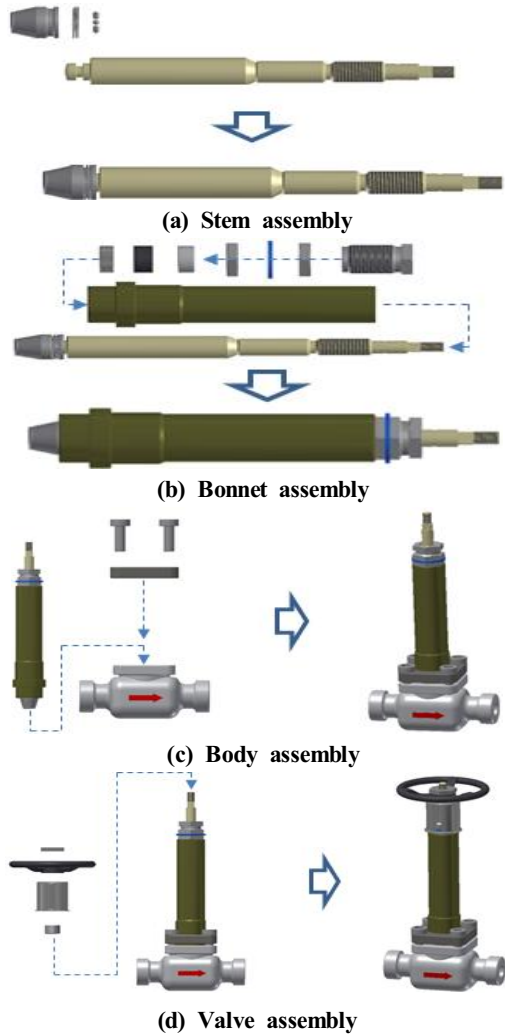 (a) Stem assembly
(b) Bonnet assembly
(c) Body assembly
(d) Valve assembly